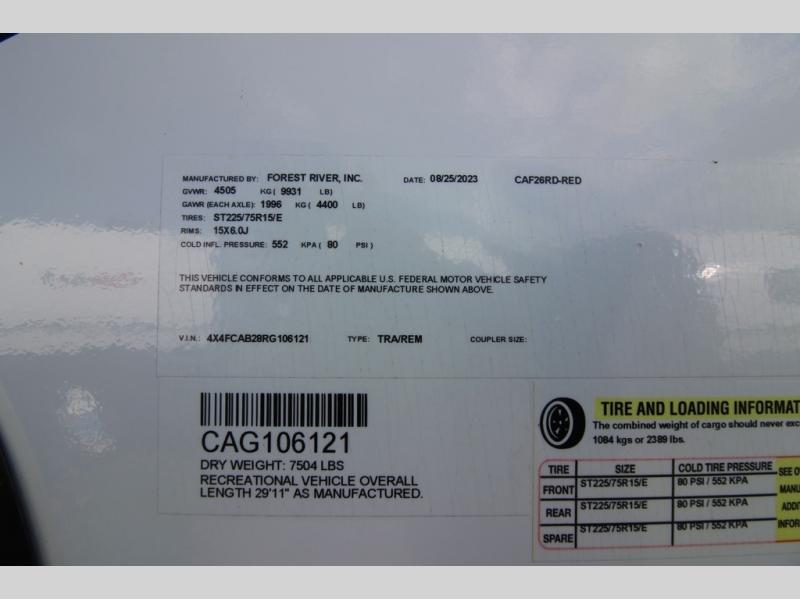 MANUFACTURED BY: FOREST RIVER, INC. DATE: 08/25/2023 CAF26RD-RED
GVWR: 4505 KG ( 9931 LB)
GAWR (EACH AXLE): 1996 KG ( 4400 LB)
TIRES: ST225/75R15/E
RIMS: 15X6.0J
COLD INFL. PRESSURE: 552 KPA ( 80 PSI )
THIS VEHICLE CONFORMS TO ALL APPLICABLE U.S. FEDERAL MOTOR VEHICLE SAFETY
STANDARDS IN EFFECT ON THE DATE OF MANUFACTURE SHOWN ABOVE.
V.I.N.: 4X4FCAB28RG106121 TYPE: TRA/REM COUPLER SIZE:
CAG106121
DRY WEIGHT: 7504 LBS
RECREATIONAL VEHICLE OVERALL
LENGTH 29'11" AS MANUFACTURED.
TIRE AND LOADING INFORMAT
The combined weight of cargo should never exc
1084 kgs or 2389 lbs.
TIRE SIZE COLD TIRE PRESSURE SEE O
FRONT ST225/75R15/E 80 PSI / 552 KPA MANU
REAR ST225/75R15/E 80 PSI / 552 KPA ADDI
SPARE ST225/75R15/E 80 PSI / 552 KPA INFOR